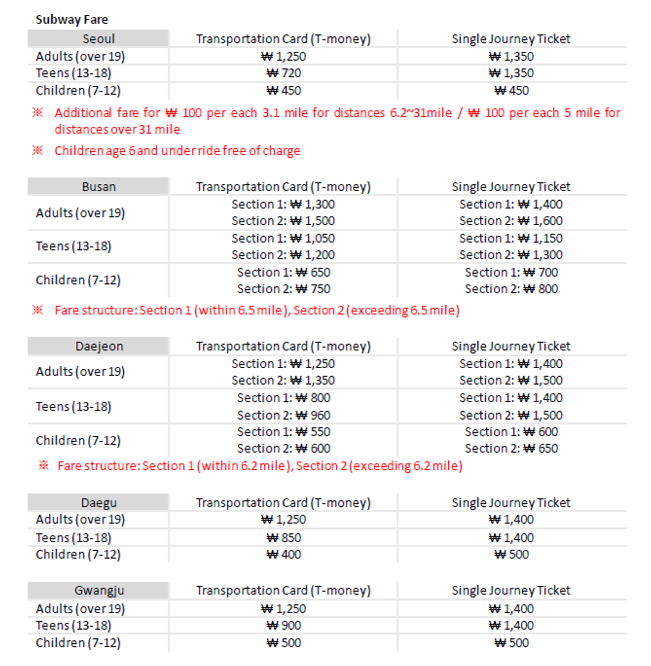 Subway Fare
Seoul Transportation Card (T-money) Single Journey Ticket
Adults (over 19) ₩ 1,250 ₩ 1,350
Teens (13-18) ₩ 720 ₩ 1,350
Children (7-12) ₩ 450 ₩ 450
※ Additional fare for ₩ 100 per each 3.1 mile for distances 6.2~31mile / ₩ 100 per each 5 mile for
distances over 31 mile
※ Children age 6 and under ride free of charge
Busan Transportation Card (T-money) Single Journey Ticket
Adults (over 19) Section 1: ₩ 1,300 Section 1: ₩ 1,400
Section 2: ₩ 1,500 Section 2: ₩ 1,600
Teens (13-18) Section 1: ₩ 1,050 Section 1: ₩ 1,150
Section 2: ₩ 1,200 Section 2: ₩ 1,300
Children (7-12) Section 1: ₩ 650 Section 1: ₩ 700
Section 2: ₩ 750 Section 2: ₩ 800
※ Fare structure: Section 1 (within 6.5 mile), Section 2 (exceeding 6.5 mile)
Daejeon Transportation Card (T-money) Single Journey Ticket
Adults (over 19) Section 1: ₩ 1,250 Section 1: ₩ 1,400
Section 2: ₩ 1,350 Section 2: ₩ 1,500
Teens (13-18) Section 1: ₩ 800 Section 1: ₩ 1,400
Section 2: ₩ 960 Section 2: ₩ 1,500
Children (7-12) Section 1: ₩ 550 Section 1: ₩ 600
Section 2: ₩ 600 Section 2: ₩ 650
※ Fare structure: Section 1 (within 6.2 mile), Section 2 (exceeding 6.2 mile)
Daegu Transportation Card (T-money) Single Journey Ticket
Adults (over 19) ₩ 1,250 ₩ 1,400
Teens (13-18) ₩ 850 ₩ 1,400
Children (7-12) ₩ 400 ₩ 500
Gwangju Transportation Card (T-money) Single Journey Ticket
Adults (over 19) ₩ 1,250 ₩ 1,400
Teens (13-18) ₩ 900 ₩ 1,400
Children (7-12) ₩ 500 ₩ 500